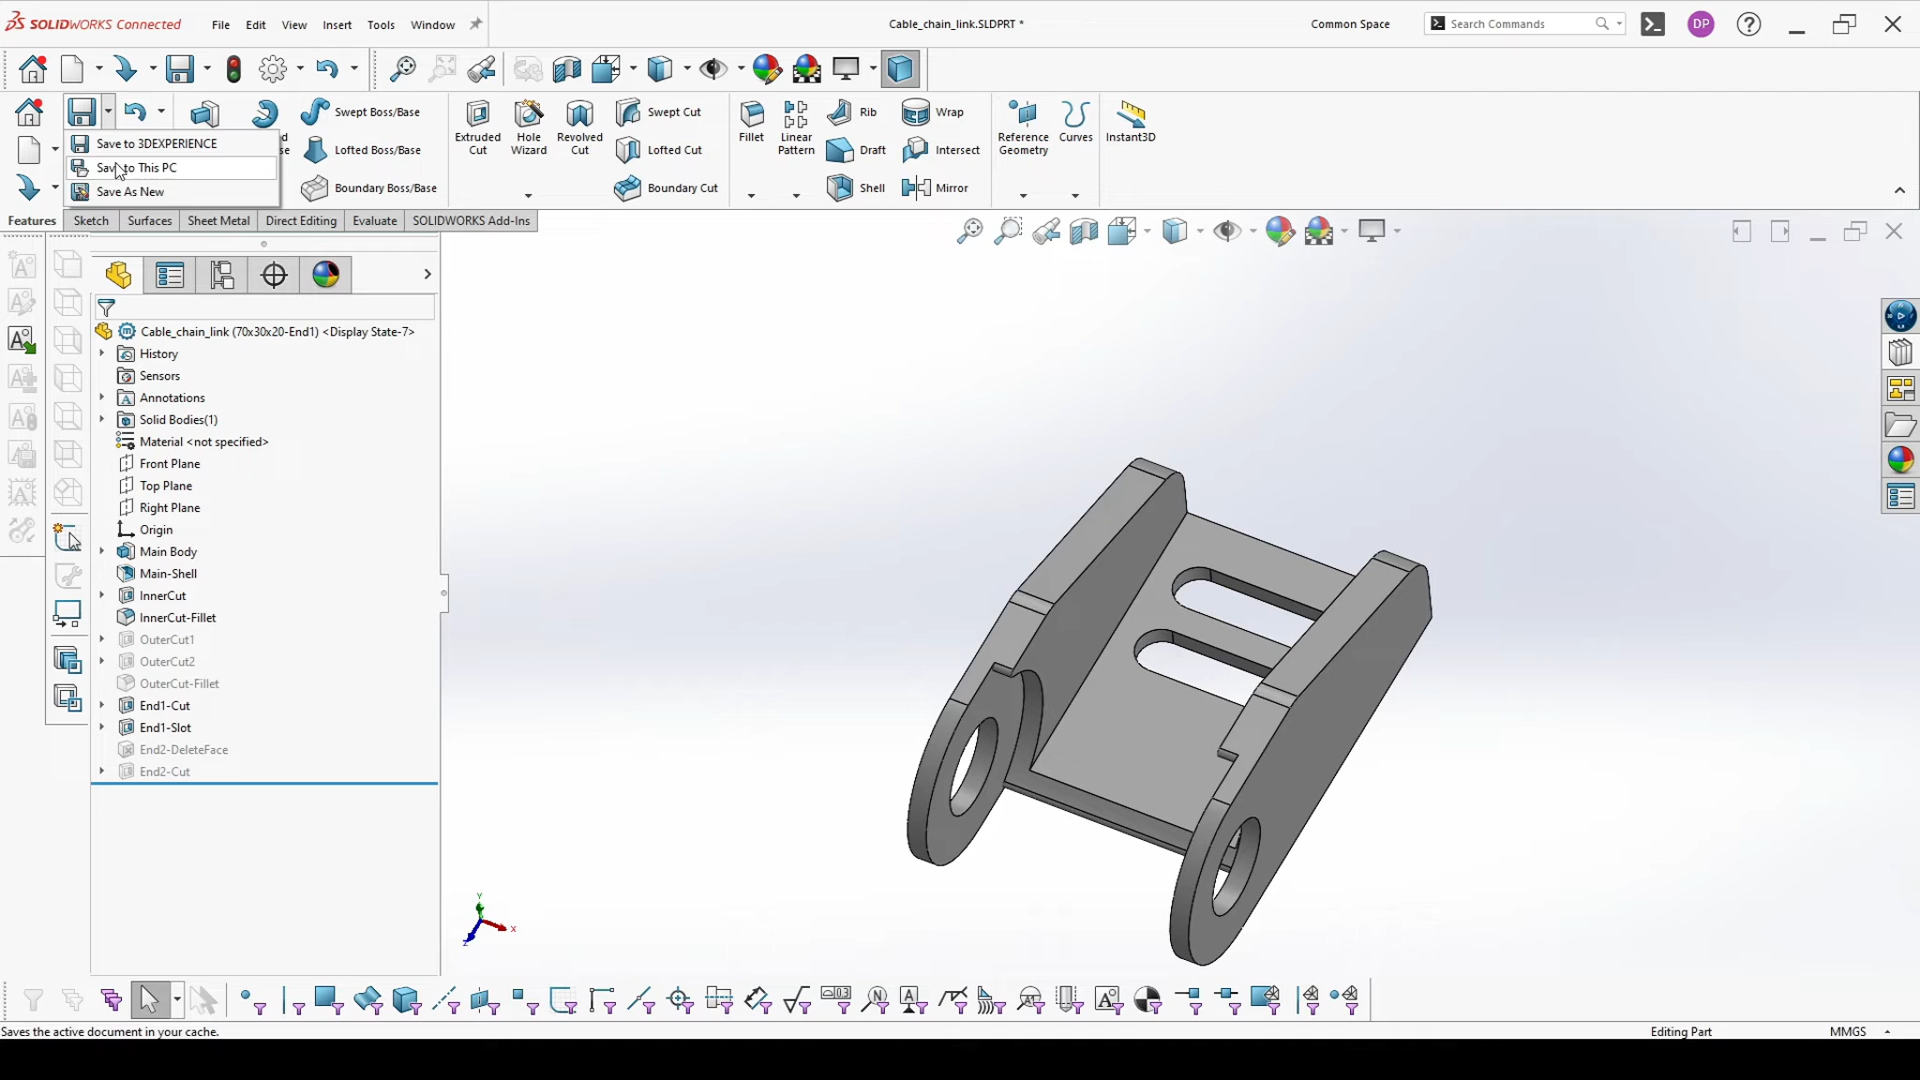 SOLIDWORKS Connected
File
Edit
View
Insert
Tools
Window
Cable_chain_link.SLDPRT *
Common Space
Search Commands
DP
Save to 3DEXPERIENCE
Save to This PC
Save As New
Swept Boss/Base
Lofted Boss/Base
Boundary Boss/Base
Extruded Cut
Hole Wizard
Revolved Cut
Swept Cut
Lofted Cut
Boundary Cut
Fillet
Linear Pattern
Rib
Draft
Shell
Wrap
Intersect
Mirror
Reference Geometry
Curves
Instant3D
Features
Sketch
Surfaces
Sheet Metal
Direct Editing
Evaluate
SOLIDWORKS Add-Ins
Cable_chain_link (70x30x20-End1) <Display State-7>
History
Sensors
Annotations
Solid Bodies(1)
Material <not specified>
Front Plane
Top Plane
Right Plane
Origin
Main Body
Main-Shell
InnerCut
InnerCut-Fillet
OuterCut1
OuterCut2
OuterCut-Fillet
End1-Cut
End1-Slot
End2-DeleteFace
End2-Cut
Y
X
Z
Saves the active document in your cache.
Editing Part
MMGS